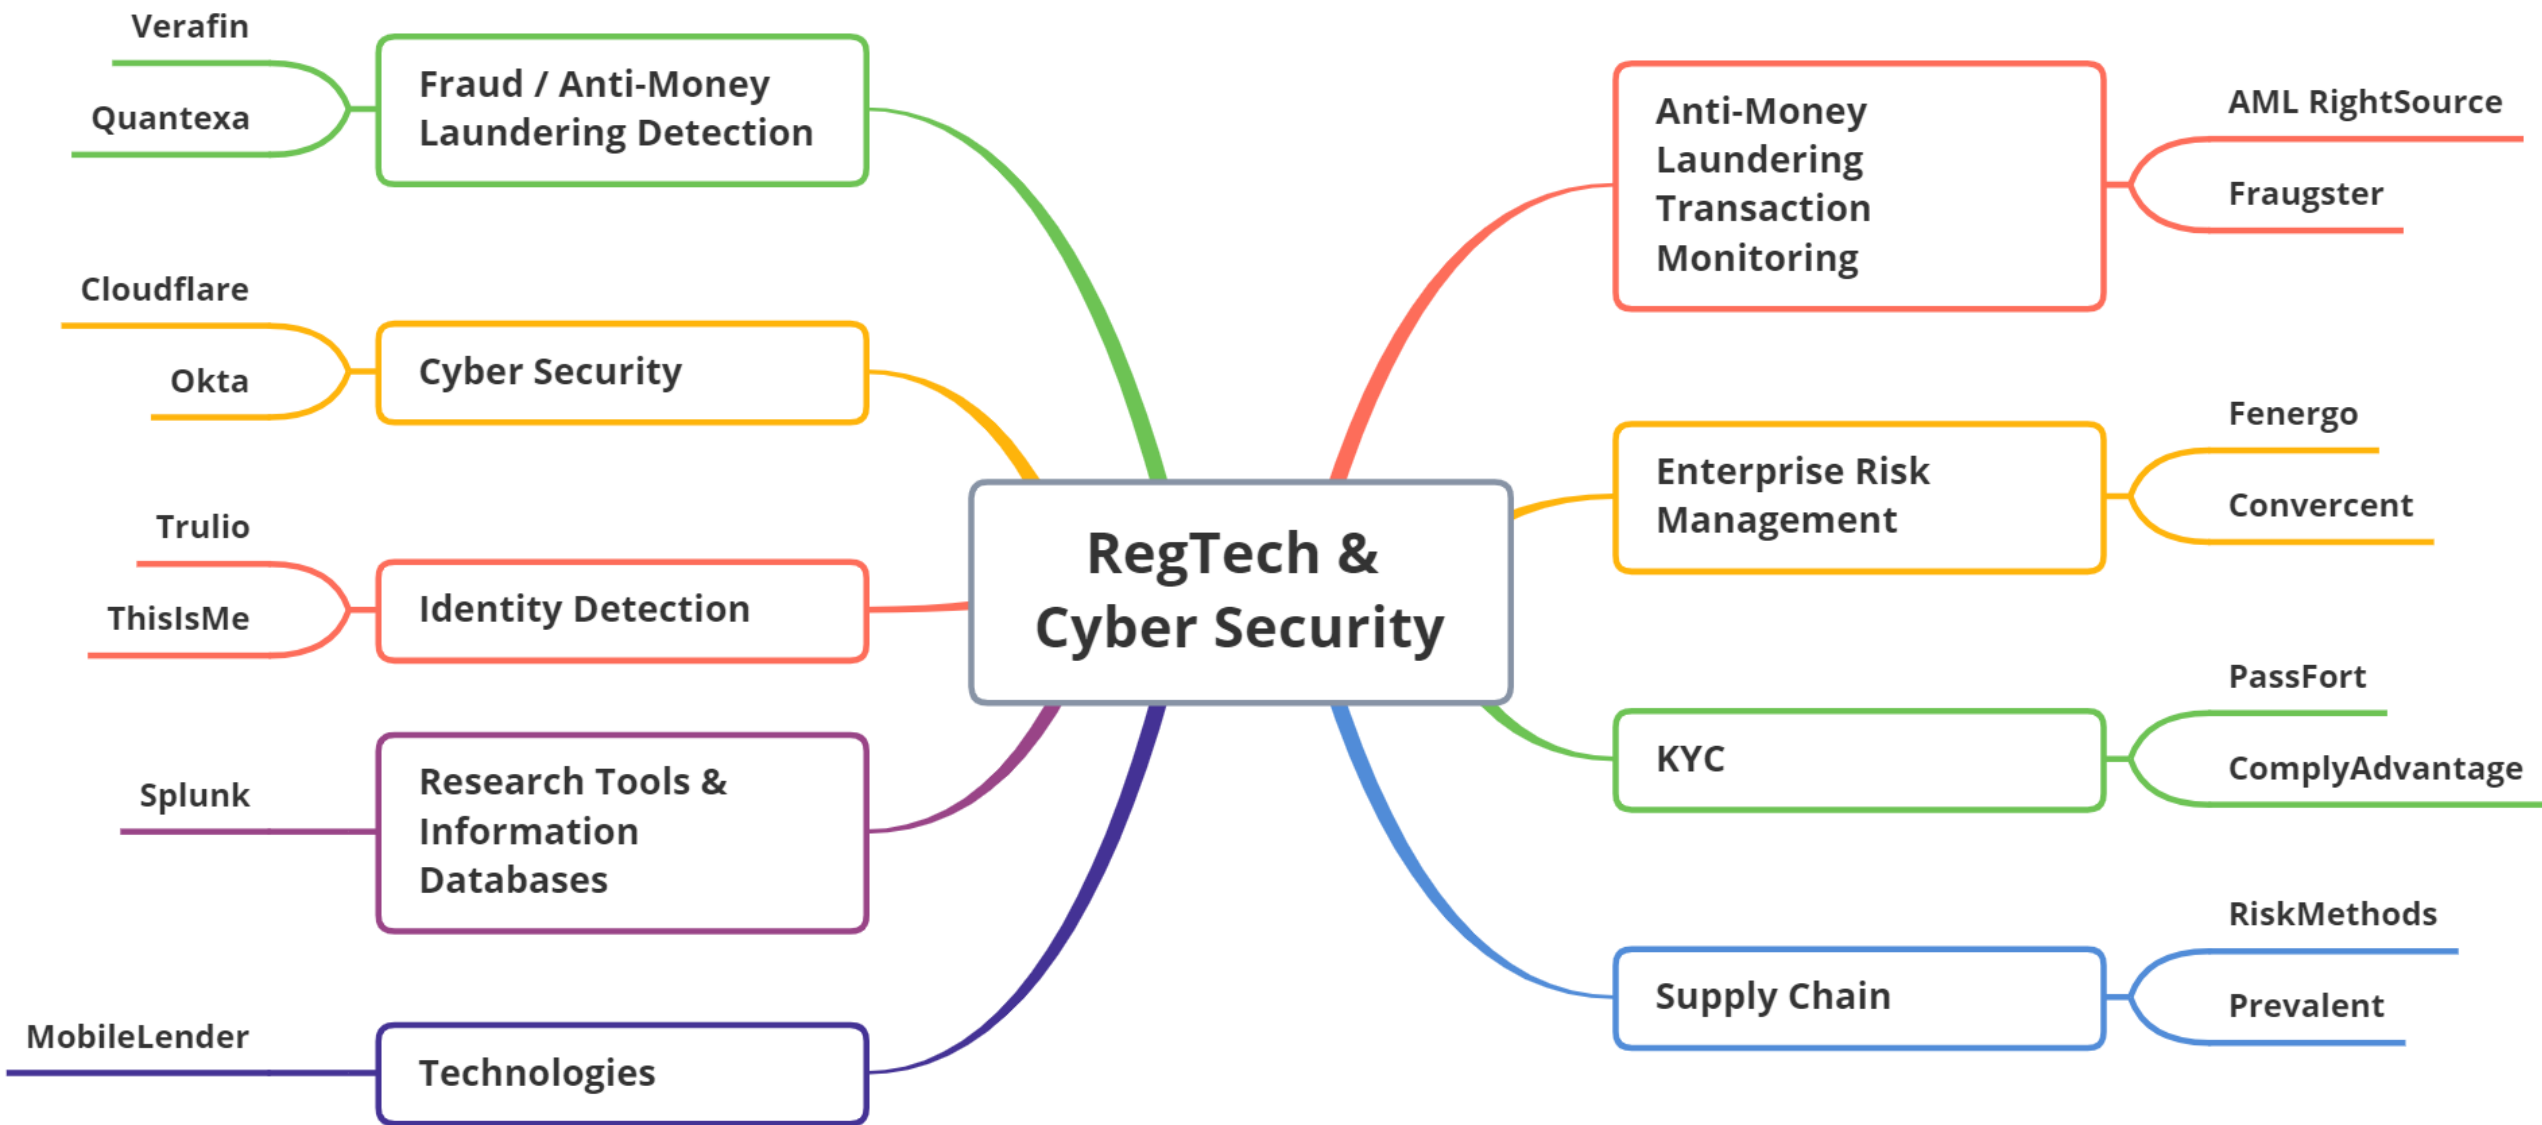 Verafin
Quantexa
Fraud / Anti-Money
Laundering Detection
Cloudflare
Okta
Cyber Security
Trulio
ThisIsMe
Identity Detection
Splunk
Research Tools &
Information
Databases
MobileLender
Technologies
RegTech &
Cyber Security
Anti-Money
Laundering
Transaction
Monitoring
AML RightSource
Fraugster
Enterprise Risk
Management
Fenergo
Convercent
KYC
PassFort
ComplyAdvantage
Supply Chain
RiskMethods
Prevalent